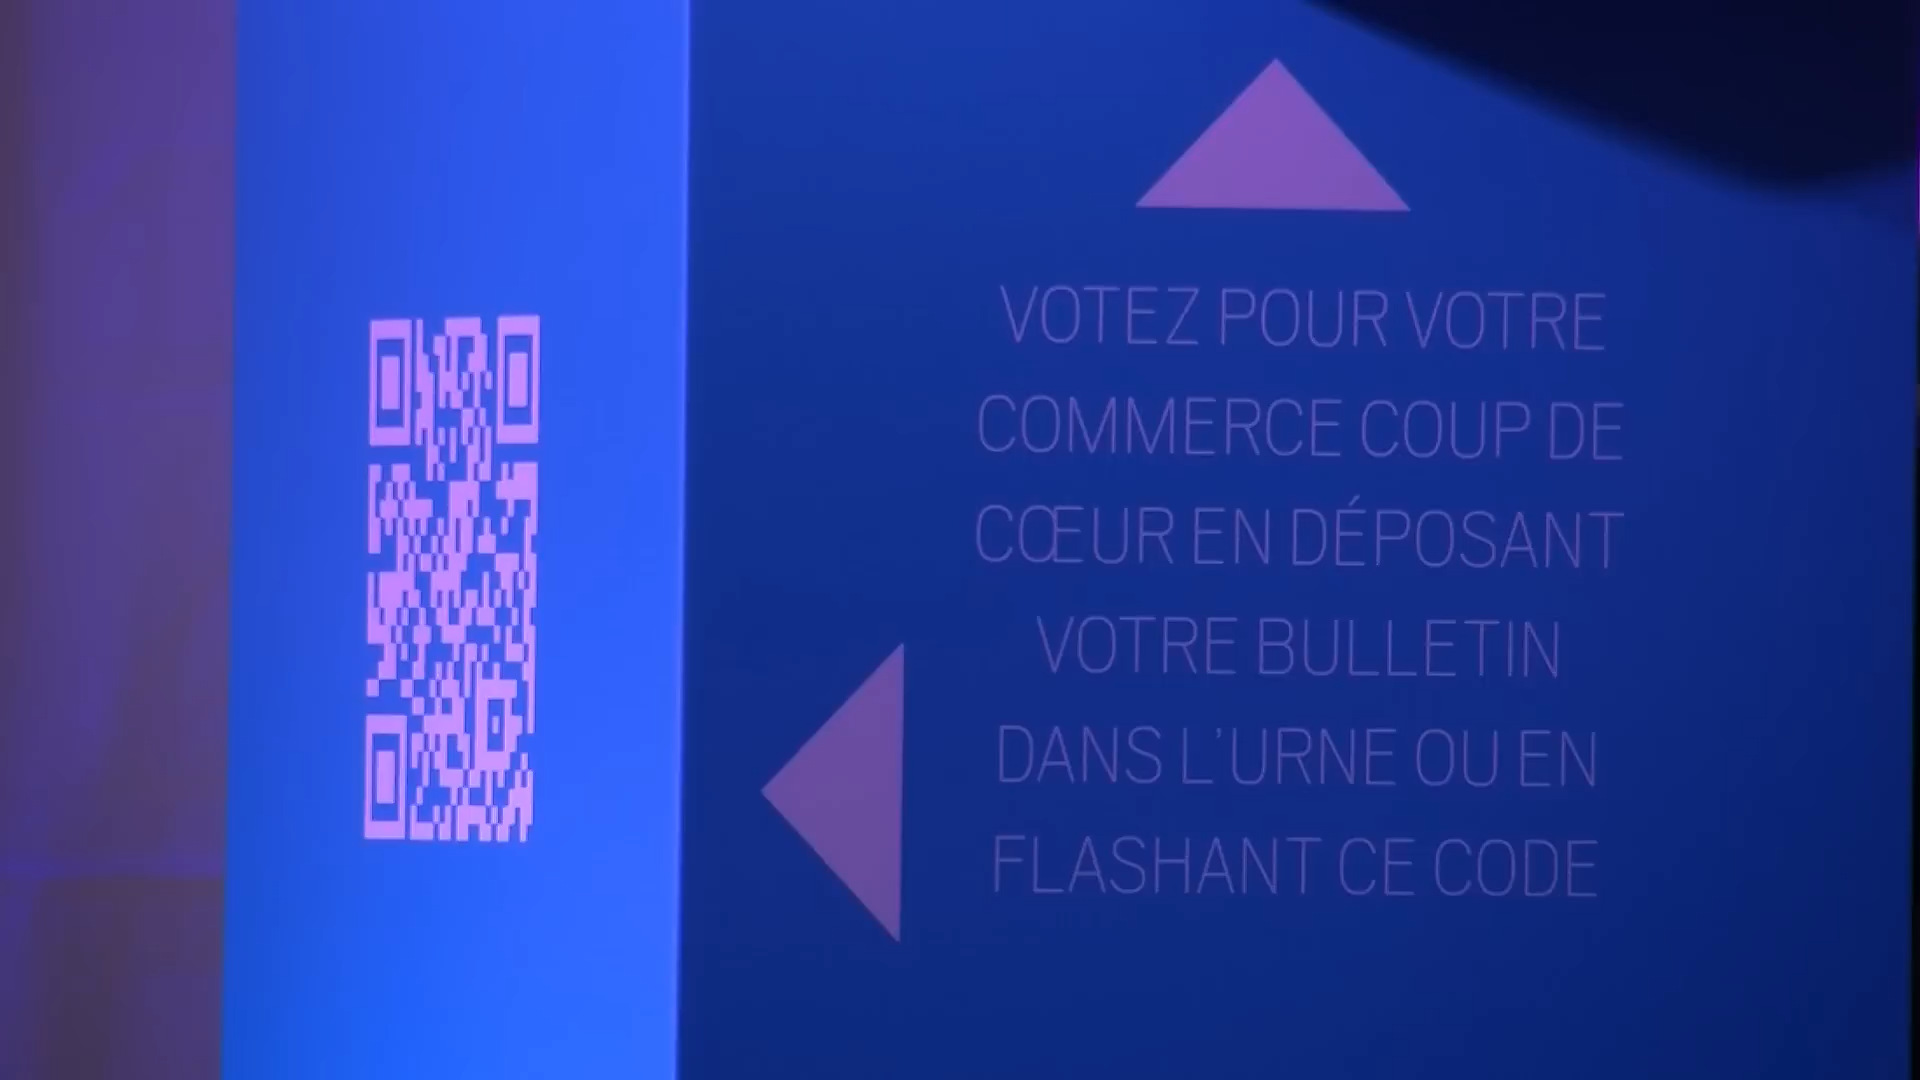 VOTEZ POUR VOTRE
COMMERCE COUP DE
CŒUR EN DÉPOSANT
VOTRE BULLETIN
DANS L'URNE OU EN
FLASHANT CE CODE